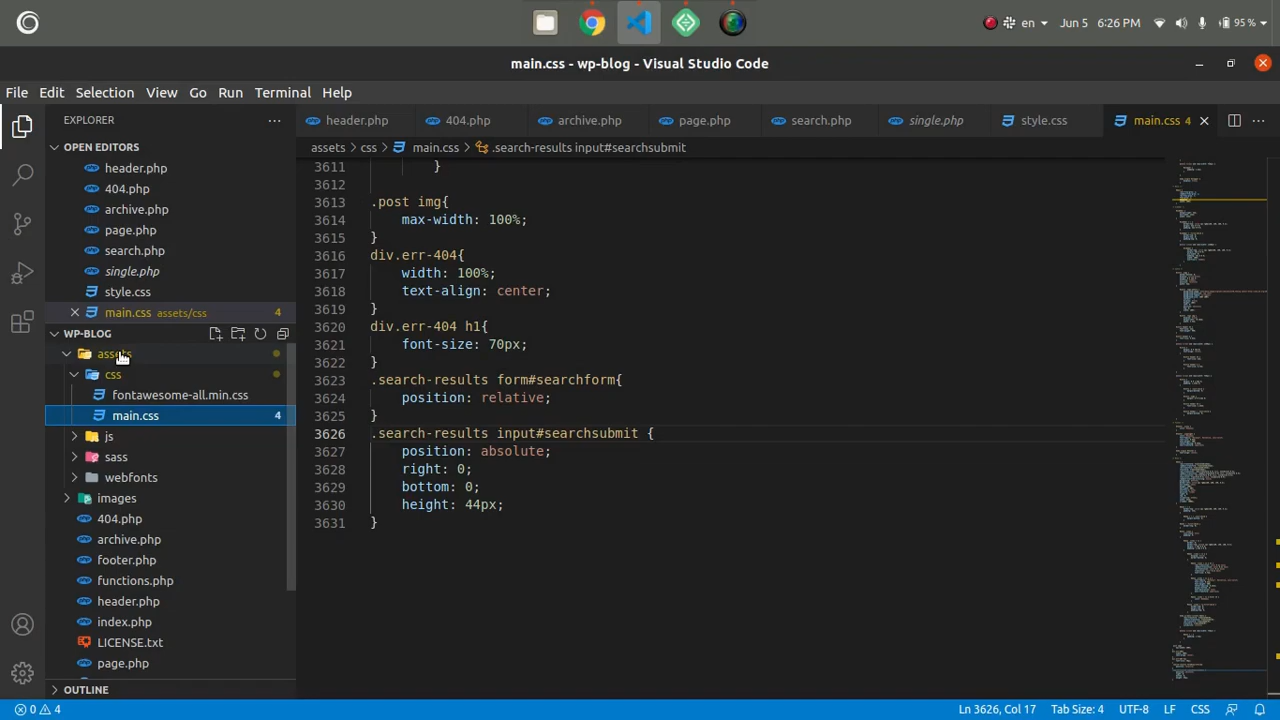 en
Jun 5
6:26 PM
95 %
main.css - wp-blog - Visual Studio Code
File Edit Selection View Go Run Terminal Help
EXPLORER
header.php
404.php
archive.php
page.php
search.php
single.php
style.css
main.css 4
assets > css > main.css > .search-results input#searchsubmit
OPEN EDITORS
header.php
404.php
archive.php
page.php
search.php
single.php
style.css
main.css assets/css 4
WP-BLOG
assets
css
fontawesome-all.min.css
main.css 4
js
sass
webfonts
images
404.php
archive.php
footer.php
functions.php
header.php
index.php
LICENSE.txt
page.php
OUTLINE
3611 }
3612
3613 .post img{
3614 max-width: 100%;
3615 }
3616 div.err-404{
3617 width: 100%;
3618 text-align: center;
3619 }
3620 div.err-404 h1{
3621 font-size: 70px;
3622 }
3623 .search-results form#searchform{
3624 position: relative;
3625 }
3626 .search-results input#searchsubmit {
3627 position: absolute;
3628 right: 0;
3629 bottom: 0;
3630 height: 44px;
3631 }
0 4
Ln 3626, Col 17
Tab Size: 4
UTF-8
LF
CSS